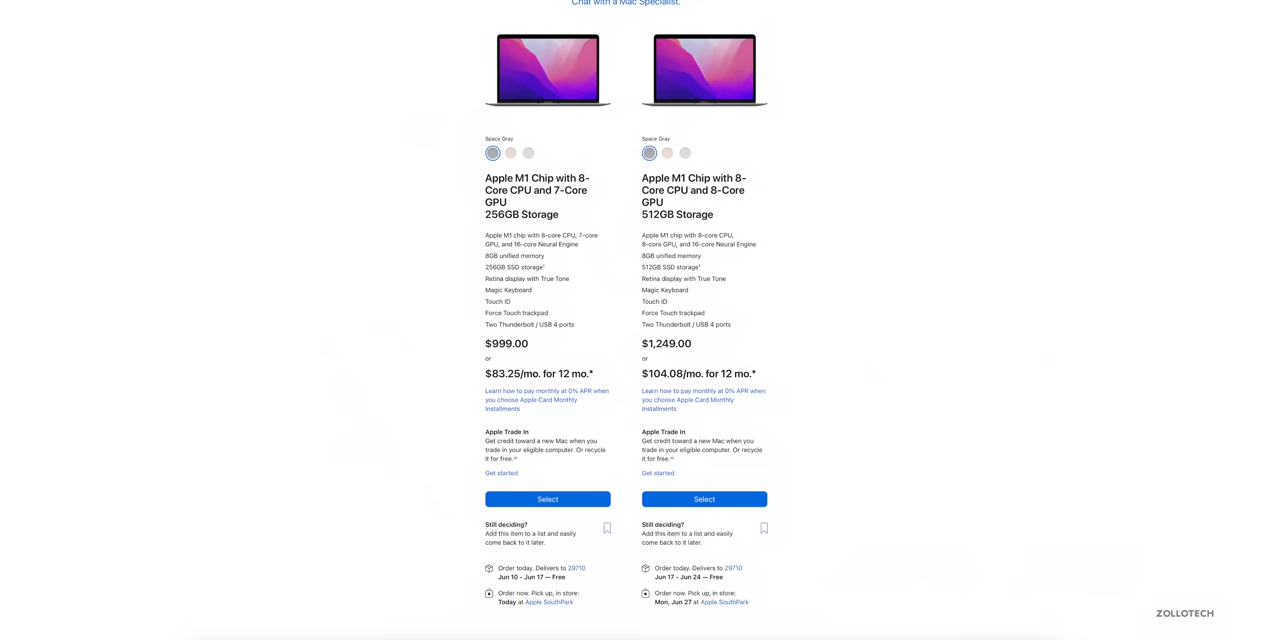 Chat with a Mac Specialist.
Space Gray
Apple M1 Chip with 8-
Core CPU and 7-Core
GPU
256GB Storage
Apple M1 chip with 8-core CPU, 7-core
GPU, and 16-core Neural Engine
8GB unified memory
256GB SSD storage¹
Retina display with True Tone
Magic Keyboard
Touch ID
Force Touch trackpad
Two Thunderbolt / USB 4 ports
$999.00
or
$83.25/mo. for 12 mo.*
Learn how to pay monthly at 0% APR when
you choose Apple Card Monthly
Installments
Apple Trade In
Get credit toward a new Mac when you
trade in your eligible computer. Or recycle
it for free.**
Get started
Select
Still deciding?
Add this item to a list and easily
come back to it later.
Order today. Delivers to 29710
Jun 10 - Jun 17 — Free
Order now. Pick up, in store:
Today at Apple SouthPark
Space Gray
Apple M1 Chip with 8-
Core CPU and 8-Core
GPU
512GB Storage
Apple M1 chip with 8-core CPU,
8-core GPU, and 16-core Neural Engine
8GB unified memory
512GB SSD storage¹
Retina display with True Tone
Magic Keyboard
Touch ID
Force Touch trackpad
Two Thunderbolt / USB 4 ports
$1,249.00
or
$104.08/mo. for 12 mo.*
Learn how to pay monthly at 0% APR when
you choose Apple Card Monthly
Installments
Apple Trade In
Get credit toward a new Mac when you
trade in your eligible computer. Or recycle
it for free.**
Get started
Select
Still deciding?
Add this item to a list and easily
come back to it later.
Order today. Delivers to 29710
Jun 17 - Jun 24 — Free
Order now. Pick up, in store:
Mon, Jun 27 at Apple SouthPark
ZOLLOTECH